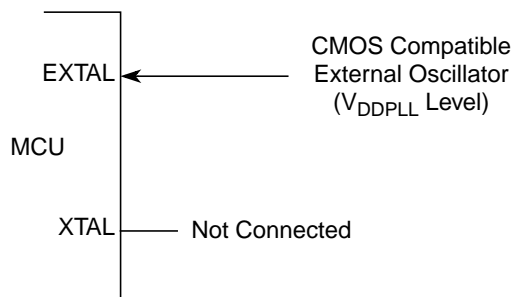 EXTAL
CMOS Compatible
External Oscillator
(VDDPLL Level)
MCU
XTAL
Not Connected